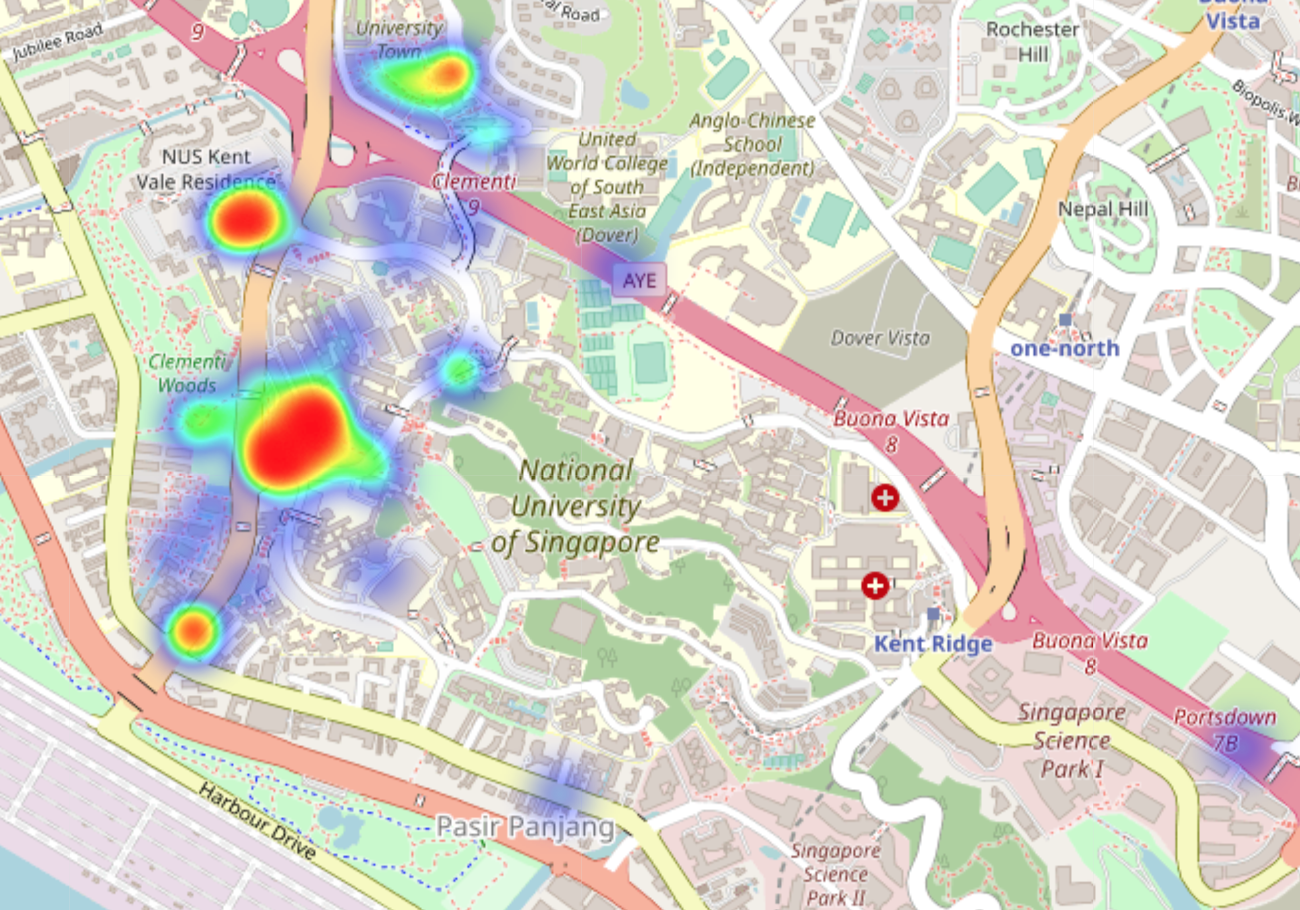 Jubilee Road
9
University
Town
Road
Buona
Vista
Rochester
Hill
Biopolis
NUS Kent
Vale Residence
United
World College
of South
East Asia
(Dover)
Anglo-Chinese
School
(Independent)
Clementi
9
Nepal Hill
AYE
Dover Vista
one-north
Clementi
Woods
Buona Vista
8
National
University
of Singapore
Kent Ridge
Buona Vista
8
Singapore
Science
Park I
Portsdown
7B
Harbour Drive
Pasir Panjang
Singapore
Science
Park II